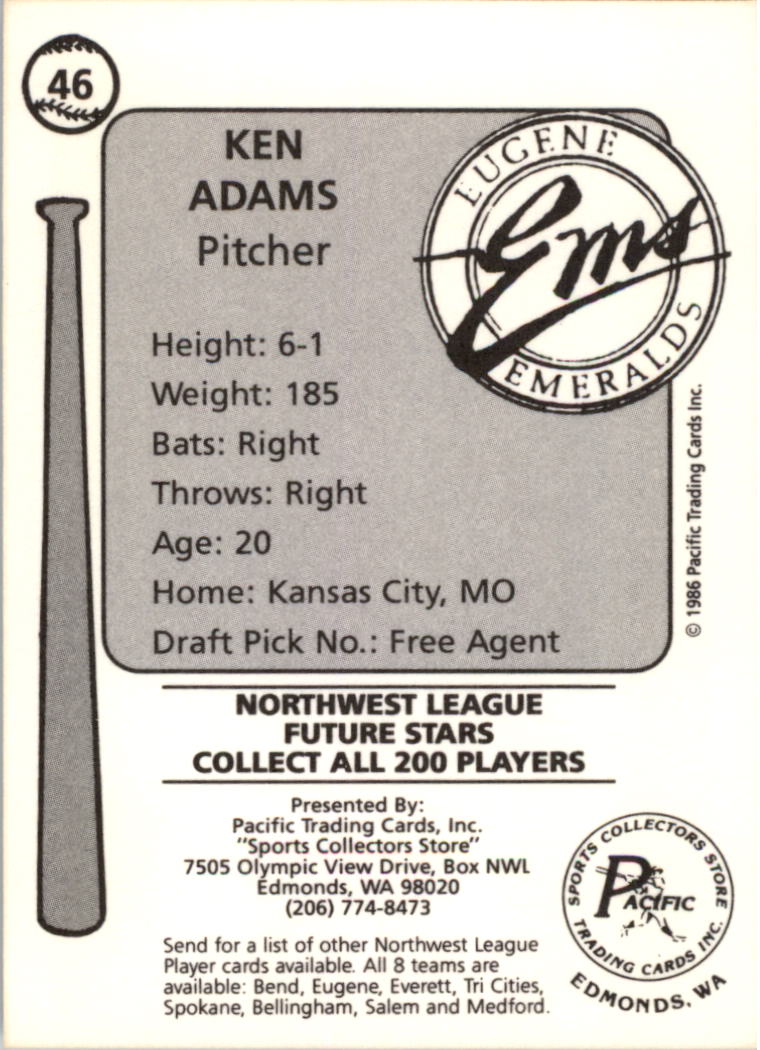 46
KEN
ADAMS
Pitcher
EUGENE
Ems
EMERALDS
Height: 6-1
Weight: 185
Bats: Right
Throws: Right
Age: 20
Home: Kansas City, MO
Draft Pick No.: Free Agent
© 1986 Pacific Trading Cards Inc.
NORTHWEST LEAGUE
FUTURE STARS
COLLECT ALL 200 PLAYERS
Presented By:
Pacific Trading Cards, Inc.
"Sports Collectors Store"
7505 Olympic View Drive, Box NWL
Edmonds, WA 98020
(206) 774-8473
Send for a list of other Northwest League
Player cards available. All 8 teams are
available: Bend, Eugene, Everett, Tri Cities,
Spokane, Bellingham, Salem and Medford.
SPORTS COLLECTORS STORE
PACIFIC
TRADING CARDS INC.
EDMONDS, WA